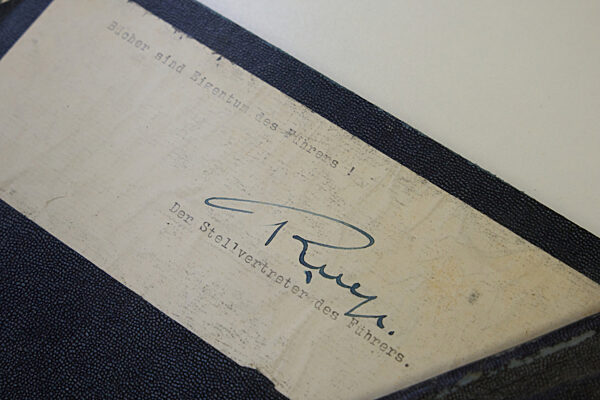 Bücher sind Eigentum des Führers !
Der Stellvertreter des Führers.